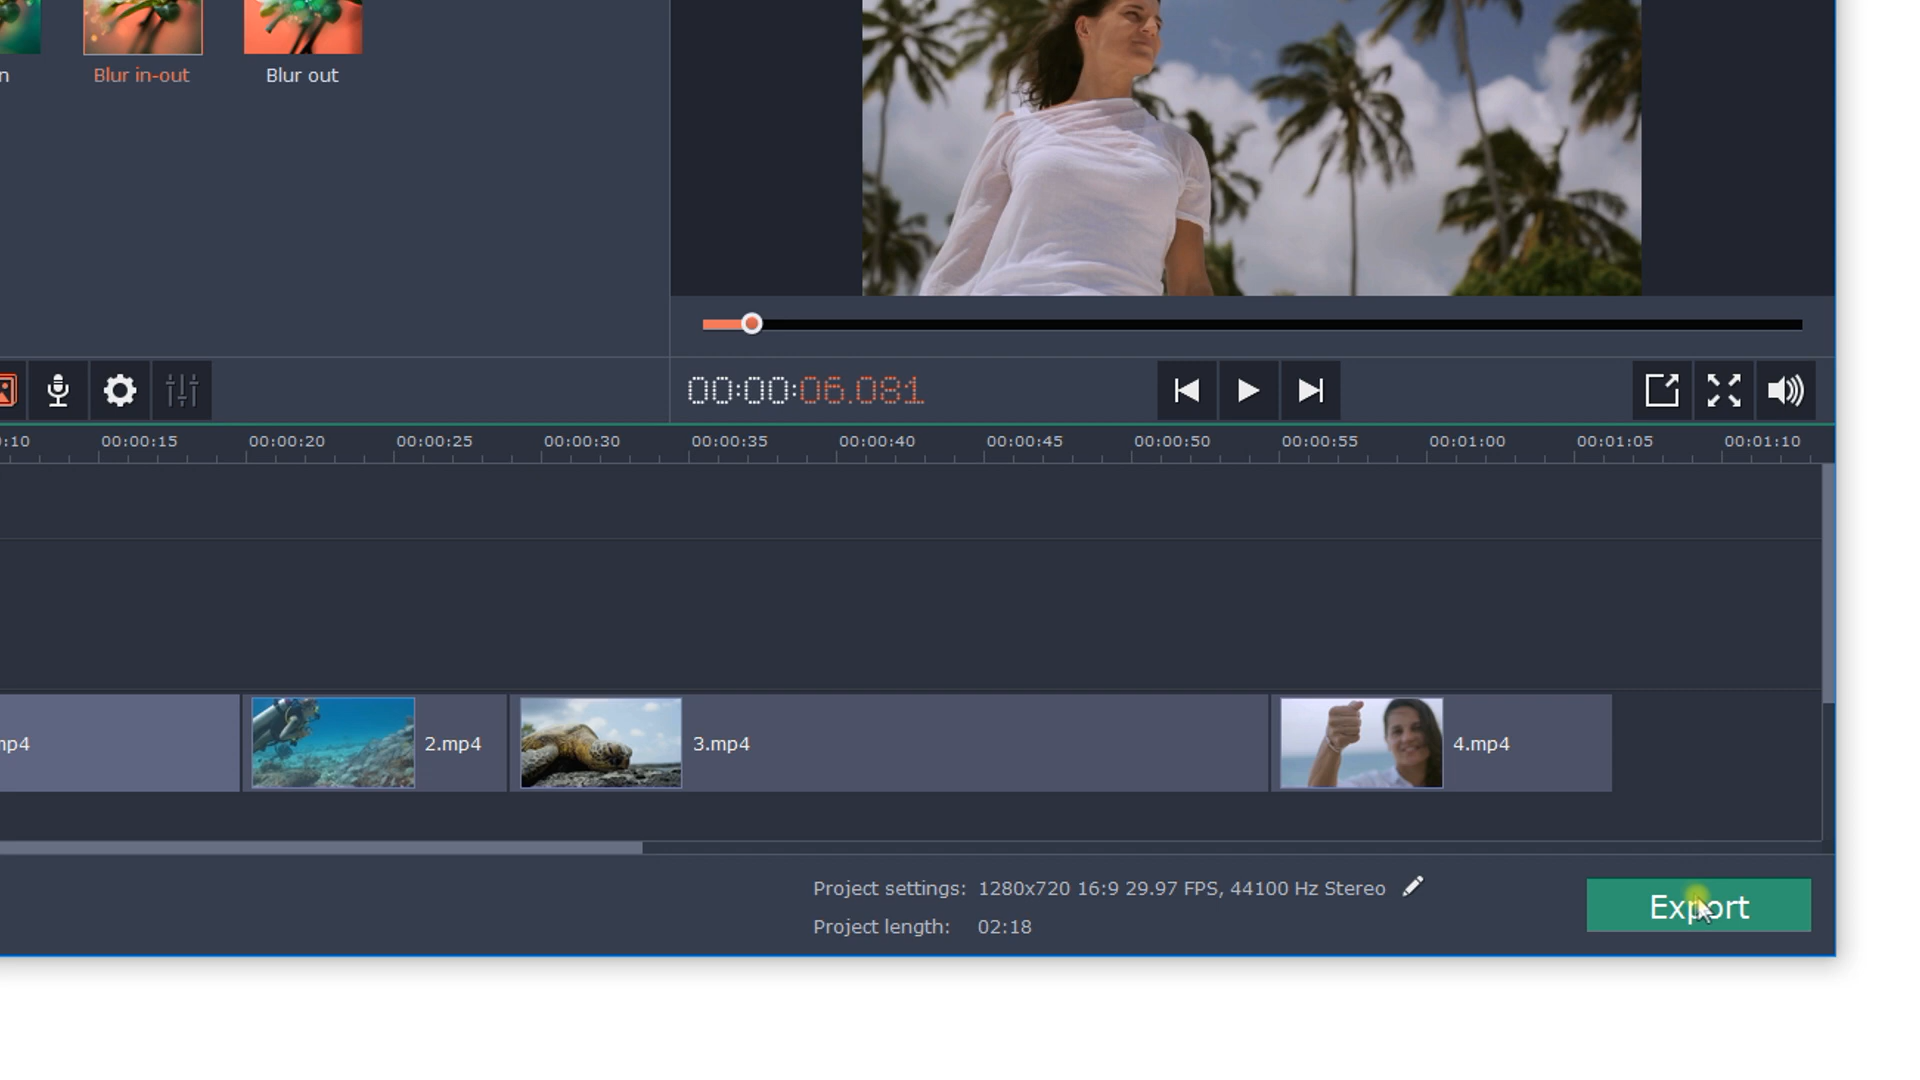 Blur in-out
Blur out
00:00:06.081
00:00:15
00:00:20
00:00:25
00:00:30
00:00:35
00:00:40
00:00:45
00:00:50
00:00:55
00:01:00
00:01:05
00:01:10
2.mp4
3.mp4
4.mp4
Project settings: 1280x720 16:9 29.97 FPS, 44100 Hz Stereo
Export
Project length: 02:18